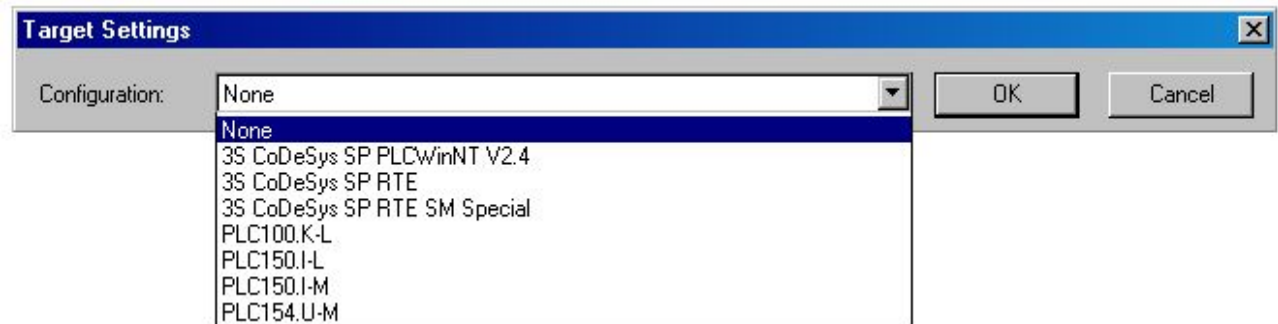 Target Settings
Configuration: None OK Cancel
None
3S CoDeSys SP PLCWinNT V2.4
3S CoDeSys SP RTE
3S CoDeSys SP RTE SM Special
PLC100.K-L
PLC150.I-L
PLC150.I-M
PLC154.U-M